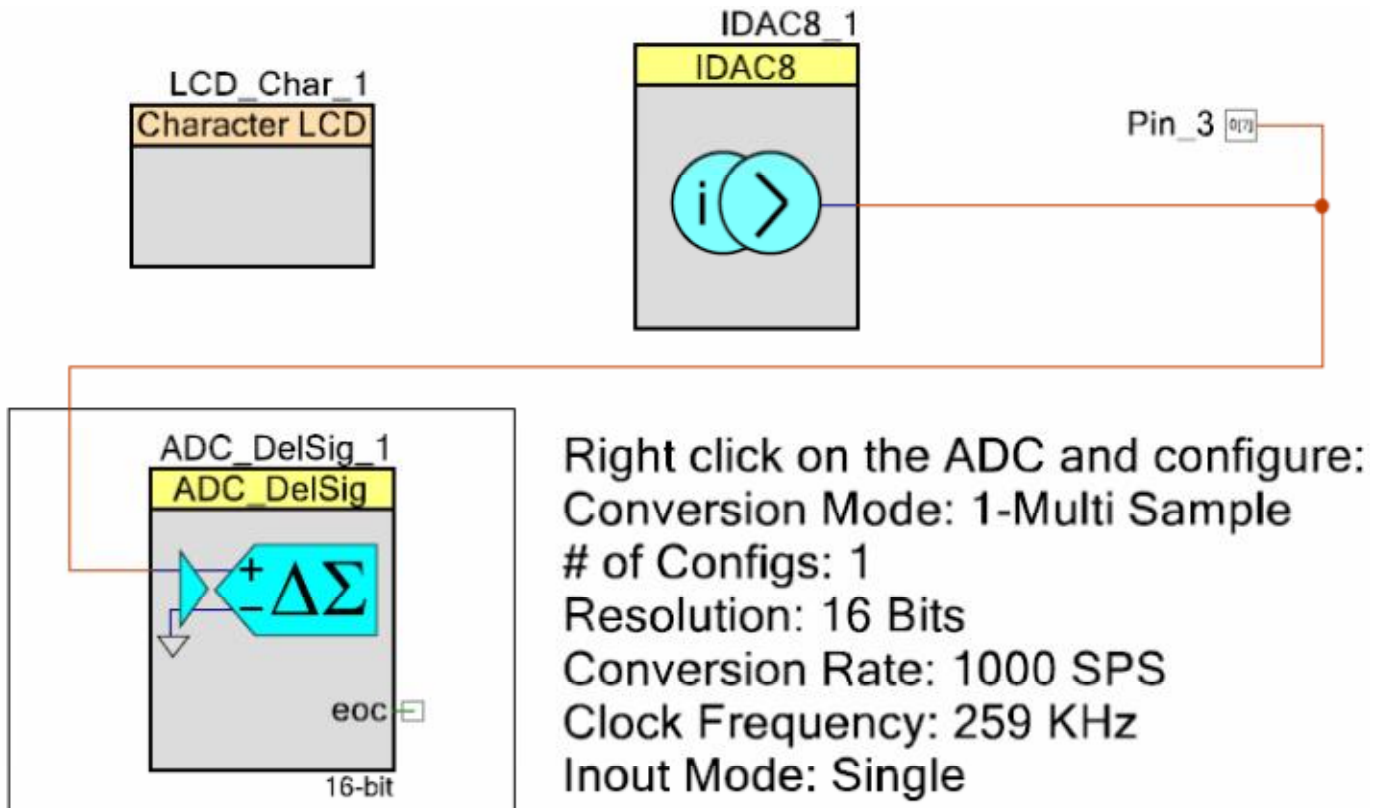 IDAC8_1
IDAC8
LCD_Char_1
Character LCD
Pin_3 0[7]
i
ADC_DelSig_1
ADC_DelSig
+
ΔΣ
−
eoc
16-bit
Right click on the ADC and configure:
Conversion Mode: 1-Multi Sample
# of Configs: 1
Resolution: 16 Bits
Conversion Rate: 1000 SPS
Clock Frequency: 259 KHz
Inout Mode: Single